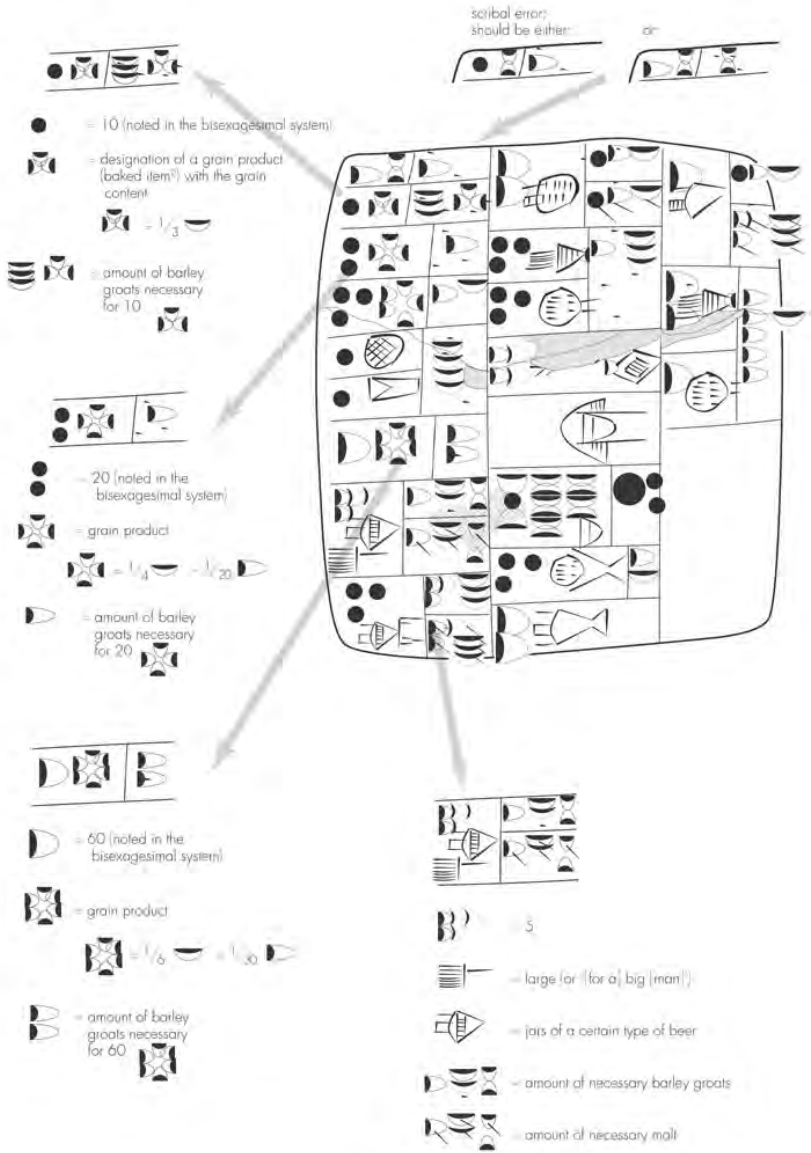 scribal error;
should be either:
or
= 10 (noted in the bisexagesimal system)
= designation of a grain product
(baked item?) with the grain
content
= 1/3
= amount of barley
groats necessary
for 10
= 20 (noted in the
bisexagesimal system)
= grain product
= 1/4 = 1/20
= amount of barley
groats necessary
for 20
= 60 (noted in the
bisexagesimal system)
= grain product
= 1/6 = 1/30
= amount of barley
groats necessary
for 60
= 5
= large (or "(for a) big (man)")
= jars of a certain type of beer
= amount of necessary barley groats
= amount of necessary malt